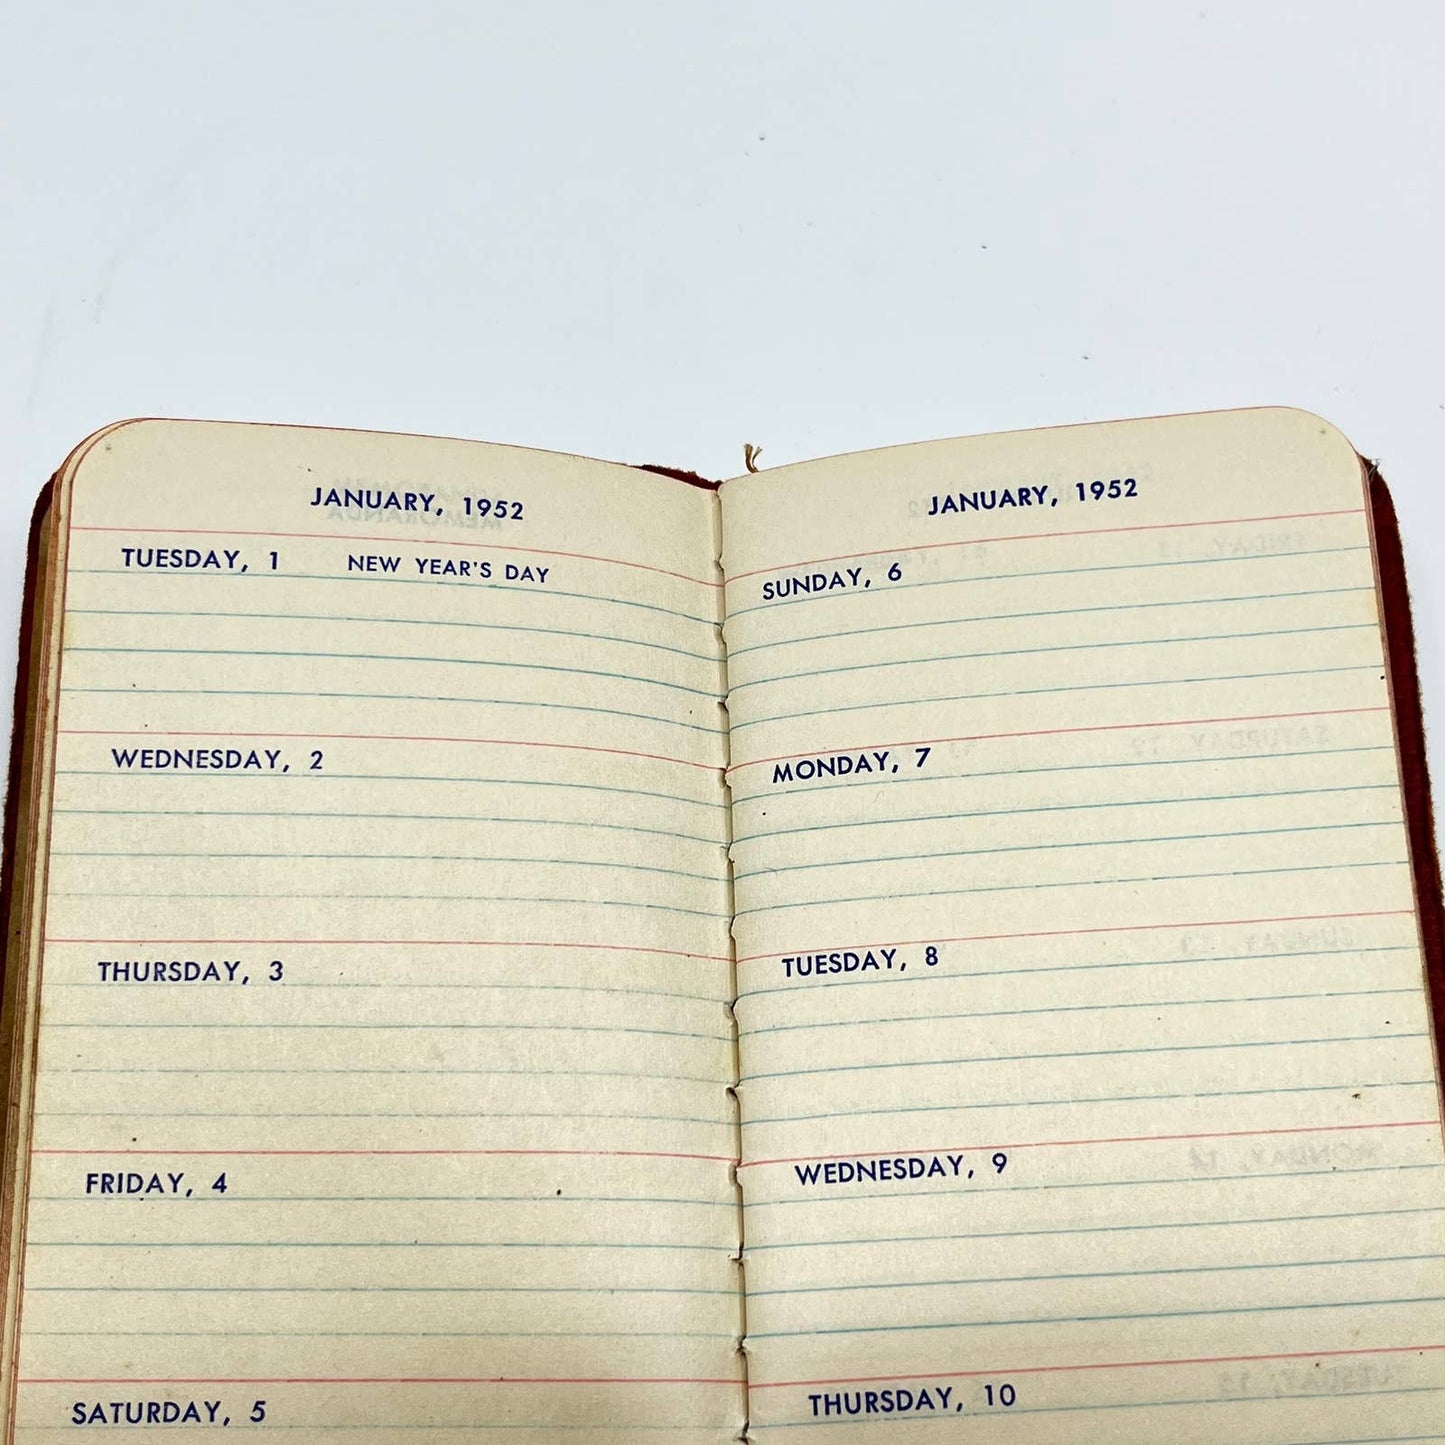 JANUARY, 1952
TUESDAY, 1 NEW YEAR'S DAY
WEDNESDAY, 2
THURSDAY, 3
FRIDAY, 4
SATURDAY, 5
JANUARY, 1952
SUNDAY, 6
MONDAY, 7
TUESDAY, 8
WEDNESDAY, 9
THURSDAY, 10